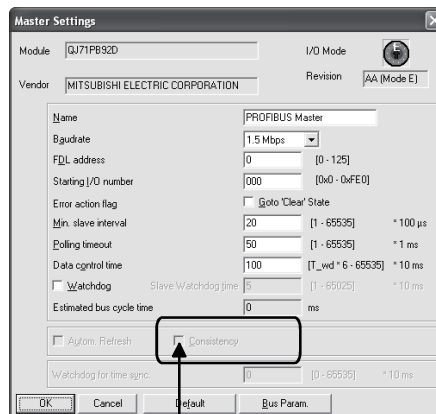 Master Settings
Module QJ71PB92D I/O Mode E
Revision AA (Mode E)
Vendor MITSUBISHI ELECTRIC CORPORATION
Name PROFIBUS Master
Baudrate 1.5 Mbps
FDL address 0 [0 - 125]
Starting I/O number 000 [0x0 - 0xFE0]
Error action flag Goto 'Clear' State
Min. slave interval 20 [1 - 65535] * 100 µs
Polling timeout 50 [1 - 65535] * 1 ms
Data control time 100 [T_wd * 6 - 65535] * 10 ms
Watchdog Slave Watchdog time 5 [1 - 65025] * 10 ms
Estimated bus cycle time 0 ms
Autom. Refresh Consistency
Watchdog for time sync. 0 [0 - 65535] * 10 ms
OK Cancel Default Bus Param.